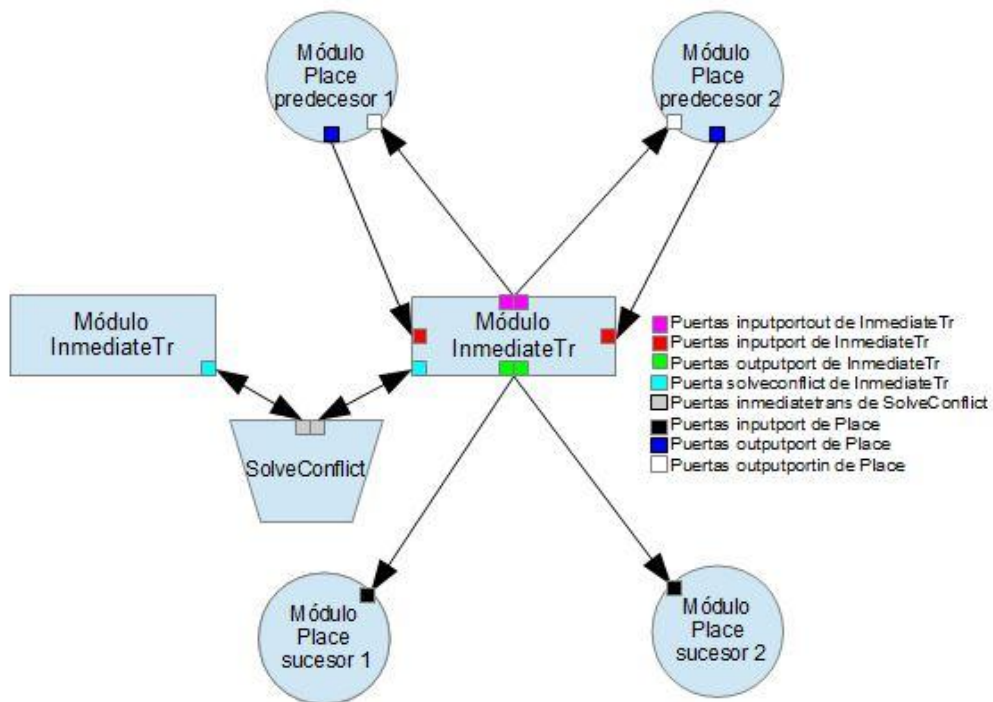 Módulo
Place
predecesor 1
Módulo
Place
predecesor 2
Módulo
InmediateTr
Módulo
InmediateTr
Puertas inputportout de InmediateTr
Puertas inputport de InmediateTr
Puertas outputport de InmediateTr
Puerta solveconflict de InmediateTr
Puertas inmediatetrans de SolveConflict
Puertas inputport de Place
Puertas outputport de Place
Puertas outputportin de Place
SolveConflict
Módulo
Place
sucesor 1
Módulo
Place
sucesor 2